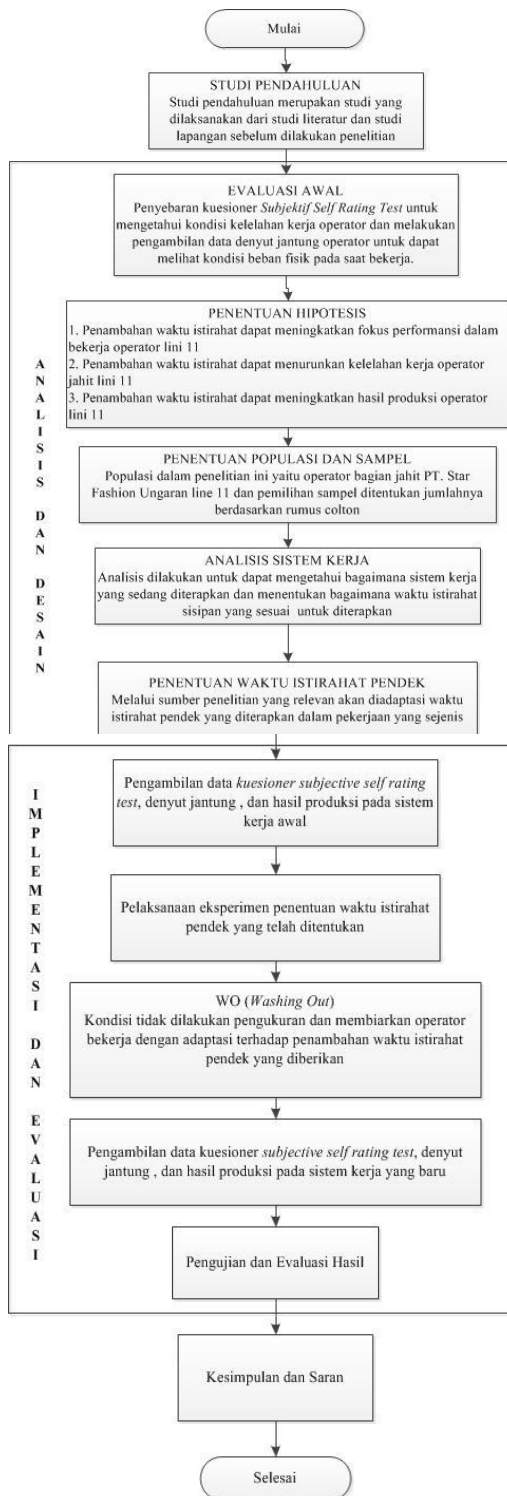 Mulai
STUDI PENDAHULUAN
Studi pendahuluan merupakan studi yang
dilaksanakan dari studi literatur dan studi
lapangan sebelum dilakukan penelitian
ANALISIS DAN DESAIN
EVALUASI AWAL
Penyebaran kuesioner Subjektif Self Rating Test untuk
mengetahui kondisi kelelahan kerja operator dan melakukan
pengambilan data denyut jantung operator untuk dapat
melihat kondisi beban fisik pada saat bekerja.
PENENTUAN HIPOTESIS
1. Penambahan waktu istirahat dapat meningkatkan fokus performansi dalam
bekerja operator lini 11
2. Penambahan waktu istirahat dapat menurunkan kelelahan kerja operator
jahit lini 11
3. Penambahan waktu istirahat dapat meningkatkan hasil produksi operator
lini 11
PENENTUAN POPULASI DAN SAMPEL
Populasi dalam penelitian ini yaitu operator bagian jahit PT. Star
Fashion Ungaran line 11 dan pemilihan sampel ditentukan jumlahnya
berdasarkan rumus colton
ANALISIS SISTEM KERJA
Analisis dilakukan untuk dapat mengetahui bagaimana sistem kerja
yang sedang diterapkan dan menentukan bagaimana waktu istirahat
sisipan yang sesuai untuk diterapkan
PENENTUAN WAKTU ISTIRAHAT PENDEK
Melalui sumber penelitian yang relevan akan diadaptasi waktu
istirahat pendek yang diterapkan dalam pekerjaan yang sejenis
IMPLEMENTASI DAN EVALUASI
Pengambilan data kuesioner subjective self rating
test, denyut jantung , dan hasil produksi pada sistem
kerja awal
Pelaksanaan eksperimen penentuan waktu istirahat
pendek yang telah ditentukan
WO (Washing Out)
Kondisi tidak dilakukan pengukuran dan membiarkan operator
bekerja dengan adaptasi terhadap penambahan waktu istirahat
pendek yang diberikan
Pengambilan data kuesioner subjective self rating test, denyut
jantung , dan hasil produksi pada sistem kerja yang baru
Pengujian dan Evaluasi Hasil
Kesimpulan dan Saran
Selesai